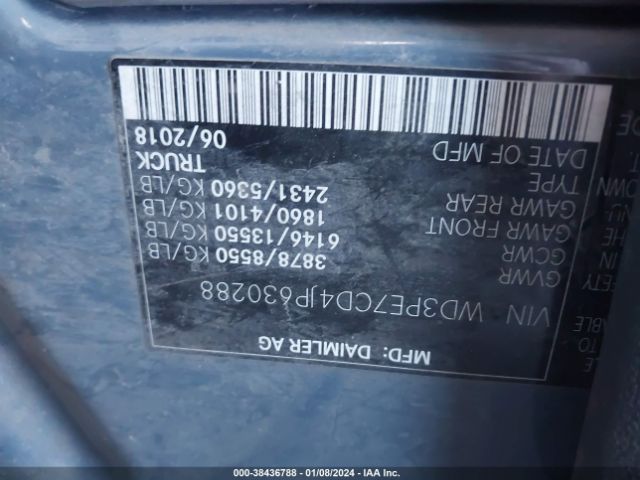 MFD: DAIMLER AG
VIN WD3PE7CD4JP630288
GVWR 3878/8550 KG/LB
GCWR 6146/13550 KG/LB
GAWR FRONT 1860/4101 KG/LB
GAWR REAR 2431/5360 KG/LB
TYPE TRUCK
DATE OF MFD 06/2018
000-38436788 - 01/08/2024 - IAA Inc.